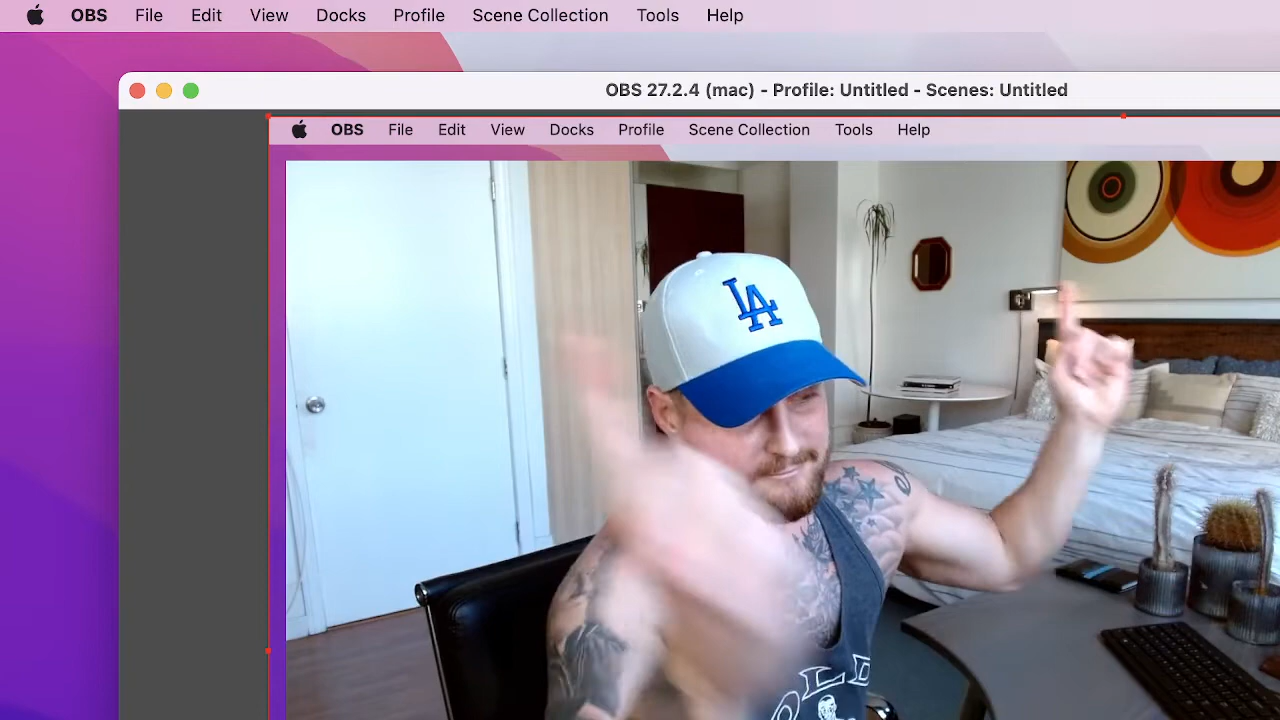 OBS File Edit View Docks Profile Scene Collection Tools Help
OBS 27.2.4 (mac) - Profile: Untitled - Scenes: Untitled
OBS File Edit View Docks Profile Scene Collection Tools Help
LA
OLD